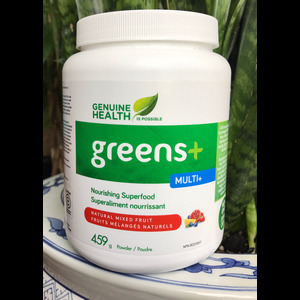 GENUINE
HEALTH
IS POSSIBLE
greens+
MULTI+
Nourishing Superfood
Superaliment nourrissant
NATURAL MIXED FRUIT
FRUITS MÉLANGÉS NATURELS
459 g Powder / Poudre